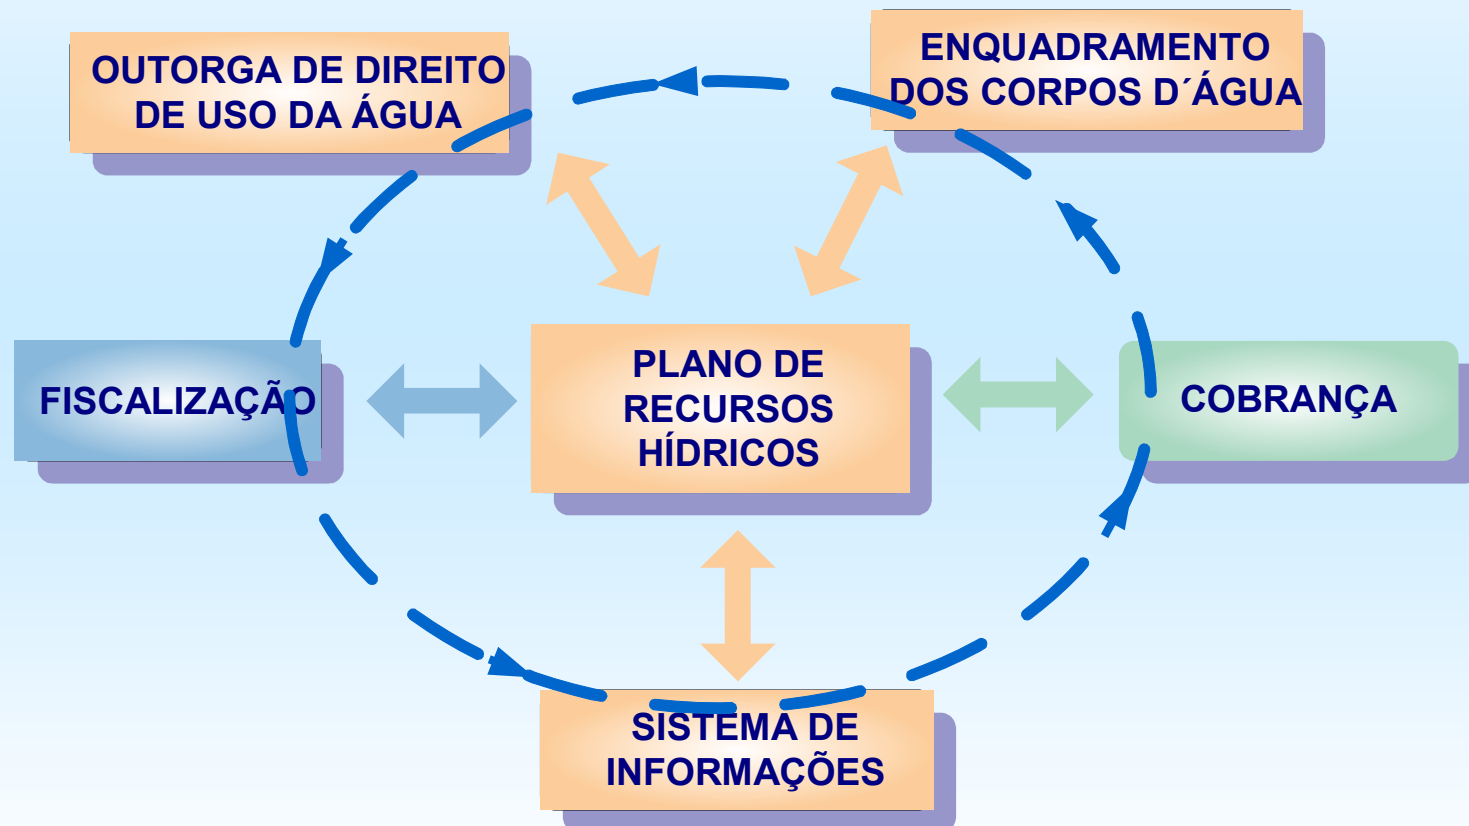 OUTORGA DE DIREITO
DE USO DA ÁGUA
ENQUADRAMENTO
DOS CORPOS D´ÁGUA
FISCALIZAÇÃO
PLANO DE
RECURSOS
HÍDRICOS
COBRANÇA
SISTEMA DE
INFORMAÇÕES